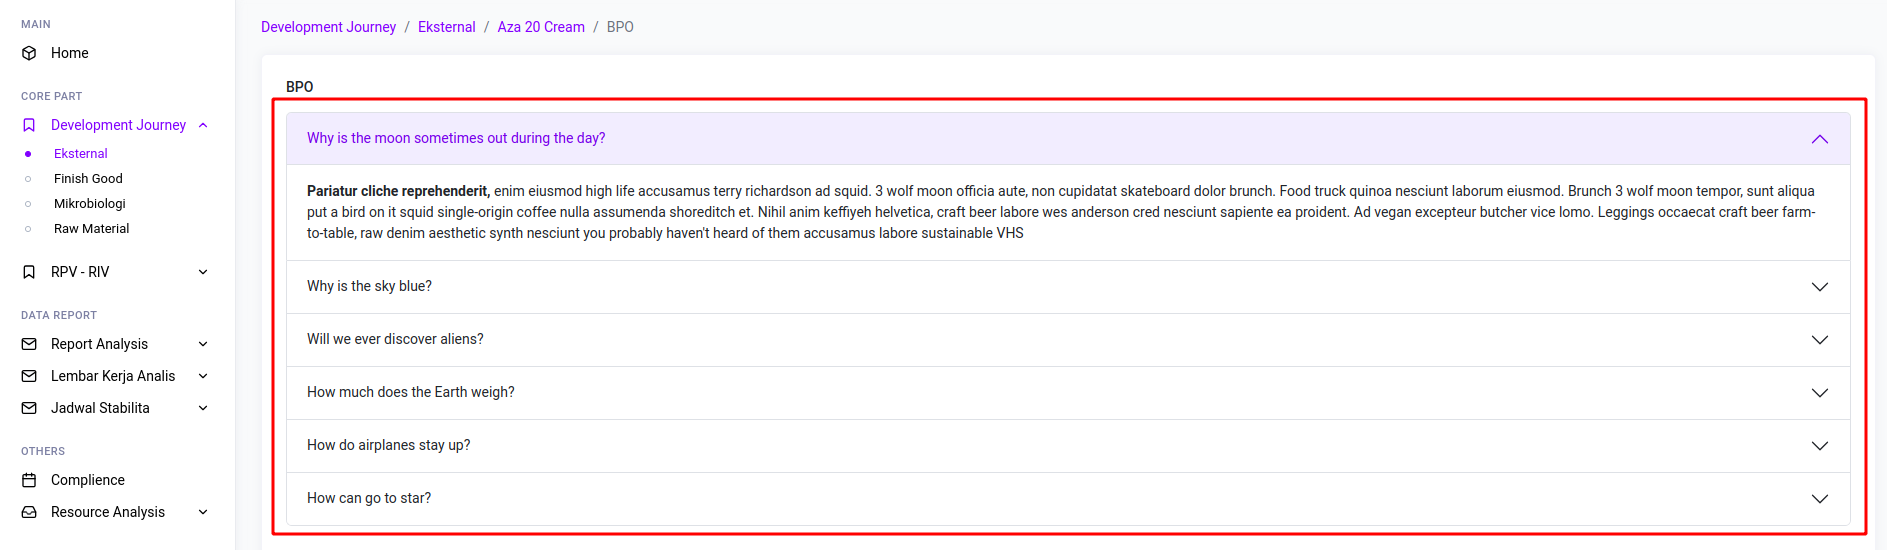 MAIN
Home
CORE PART
Development Journey
Eksternal
Finish Good
Mikrobiologi
Raw Material
RPV - RIV
DATA REPORT
Report Analysis
Lembar Kerja Analis
Jadwal Stabilita
OTHERS
Complience
Resource Analysis
Development Journey / Eksternal / Aza 20 Cream / BPO
BPO
Why is the moon sometimes out during the day?
Pariatur cliche reprehenderit, enim eiusmod high life accusamus terry richardson ad squid. 3 wolf moon officia aute, non cupidatat skateboard dolor brunch. Food truck quinoa nesciunt laborum eiusmod. Brunch 3 wolf moon tempor, sunt aliqua
put a bird on it squid single-origin coffee nulla assumenda shoreditch et. Nihil anim keffiyeh helvetica, craft beer labore wes anderson cred nesciunt sapiente ea proident. Ad vegan excepteur butcher vice lomo. Leggings occaecat craft beer farm-
to-table, raw denim aesthetic synth nesciunt you probably haven't heard of them accusamus labore sustainable VHS
Why is the sky blue?
Will we ever discover aliens?
How much does the Earth weigh?
How do airplanes stay up?
How can go to star?